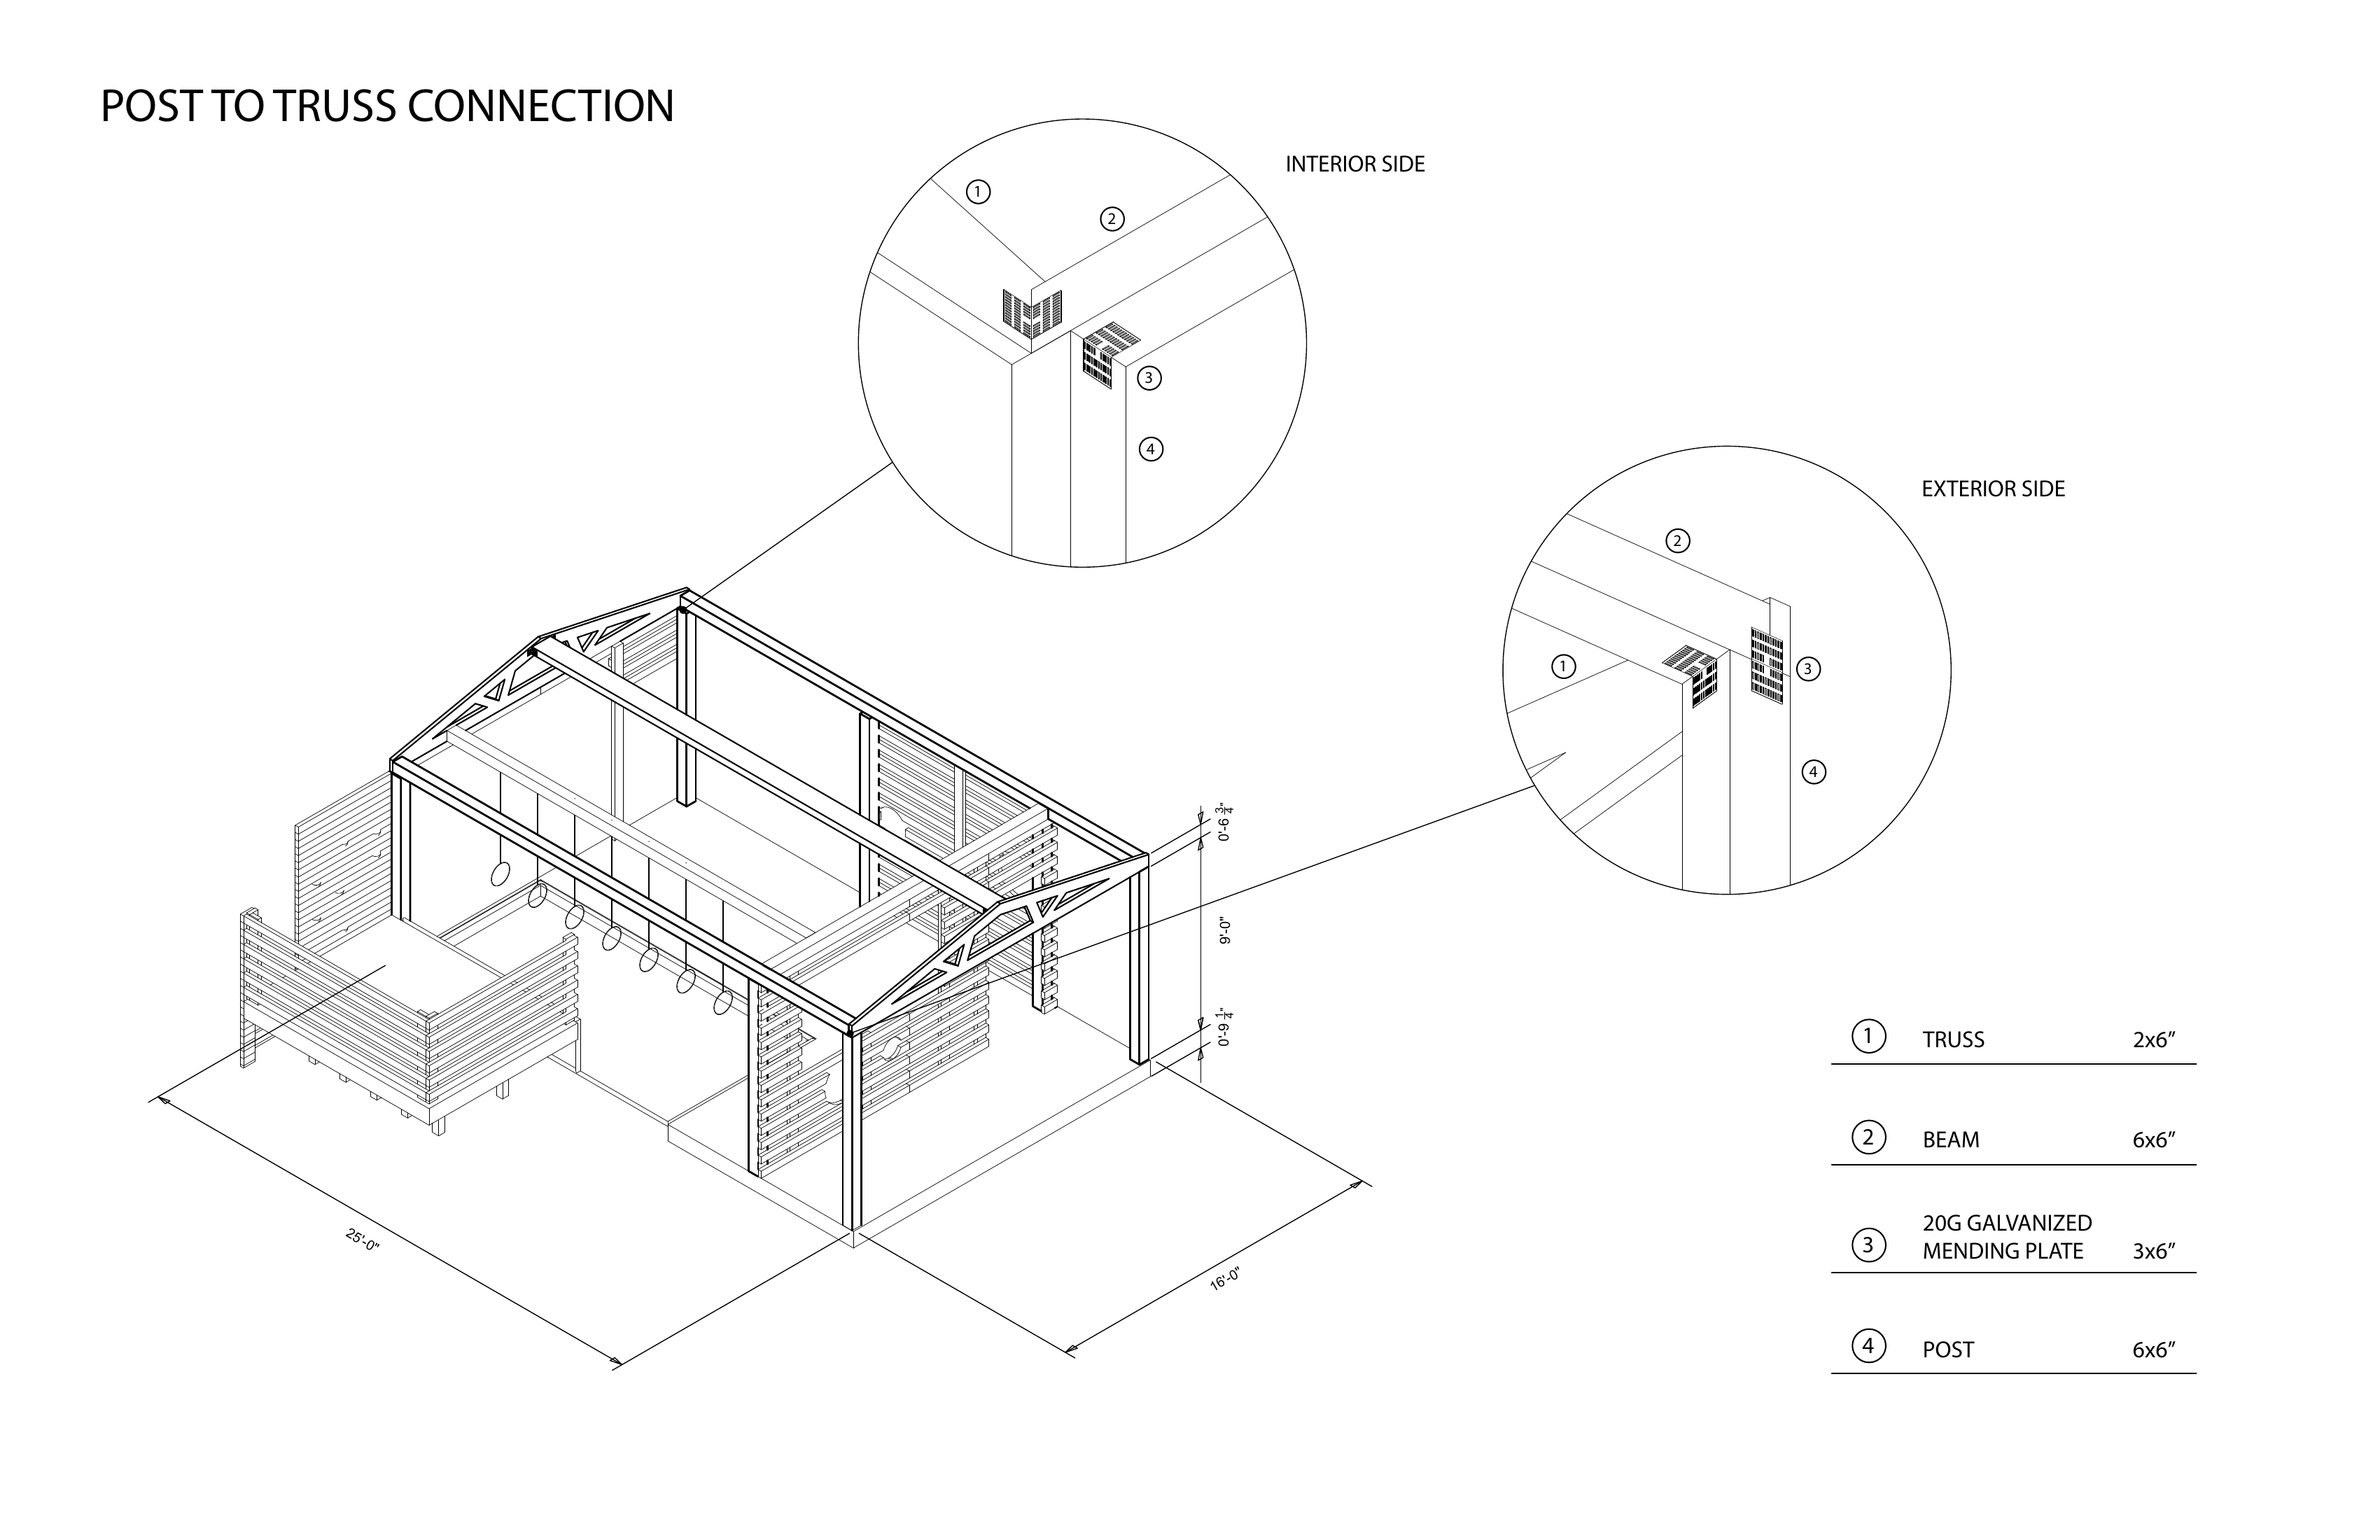 POST TO TRUSS CONNECTION
INTERIOR SIDE
1
2
3
4
EXTERIOR SIDE
2
1
3
4
0'-6 3/4"
9'-0"
0'-9 1/4"
25'-0"
16'-0"
1 TRUSS 2x6”
2 BEAM 6x6”
20G GALVANIZED
3 MENDING PLATE 3x6”
4 POST 6x6”